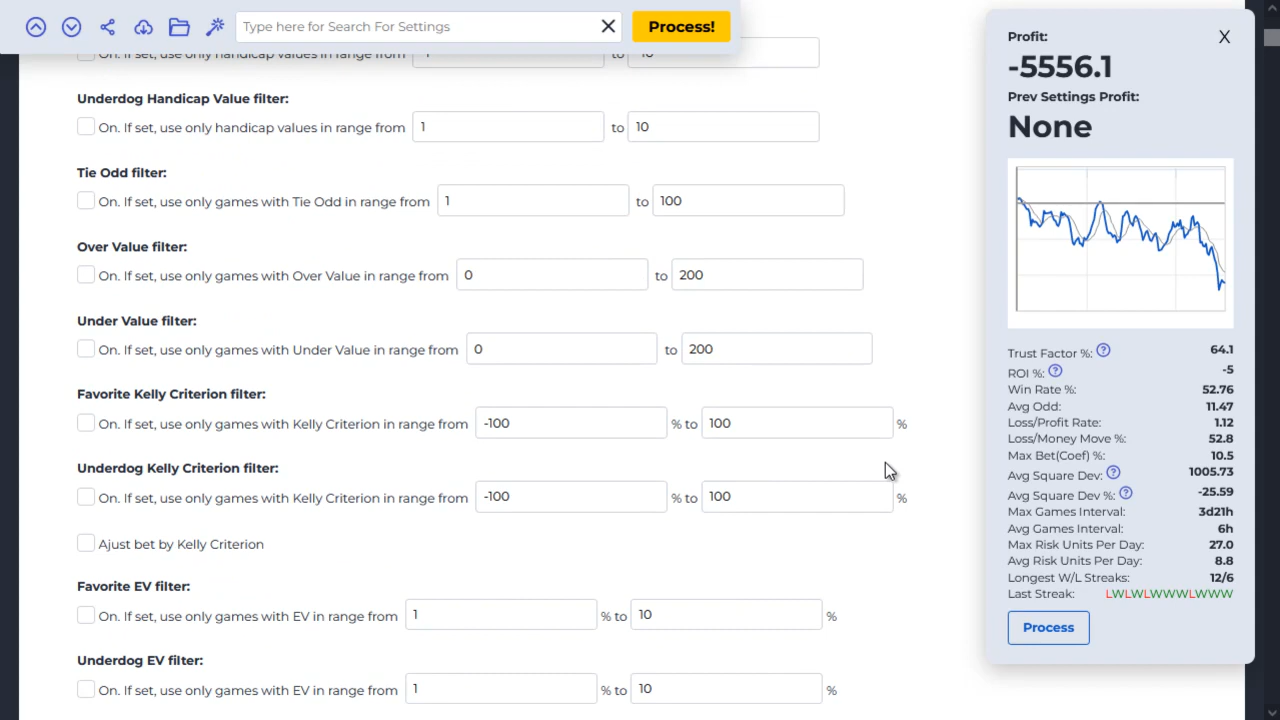 Type here for Search For Settings
Process!
Underdog Handicap Value filter:
On. If set, use only handicap values in range from 1 to 10
Tie Odd filter:
On. If set, use only games with Tie Odd in range from 1 to 100
Over Value filter:
On. If set, use only games with Over Value in range from 0 to 200
Under Value filter:
On. If set, use only games with Under Value in range from 0 to 200
Favorite Kelly Criterion filter:
On. If set, use only games with Kelly Criterion in range from -100 % to 100 %
Underdog Kelly Criterion filter:
On. If set, use only games with Kelly Criterion in range from -100 % to 100 %
Ajust bet by Kelly Criterion
Favorite EV filter:
On. If set, use only games with EV in range from 1 % to 10 %
Underdog EV filter:
On. If set, use only games with EV in range from 1 % to 10 %
Profit: X
-5556.1
Prev Settings Profit:
None
Trust Factor %: ? 64.1
ROI %: ? -5
Win Rate %: 52.76
Avg Odd: 11.47
Loss/Profit Rate: 1.12
Loss/Money Move %: 52.8
Max Bet(Coef) %: 10.5
Avg Square Dev: ? 1005.73
Avg Square Dev %: ? -25.59
Max Games Interval: 3d21h
Avg Games Interval: 6h
Max Risk Units Per Day: 27.0
Avg Risk Units Per Day: 8.8
Longest W/L Streaks: 12/6
Last Streak: LWLWLWWWLWWW
Process